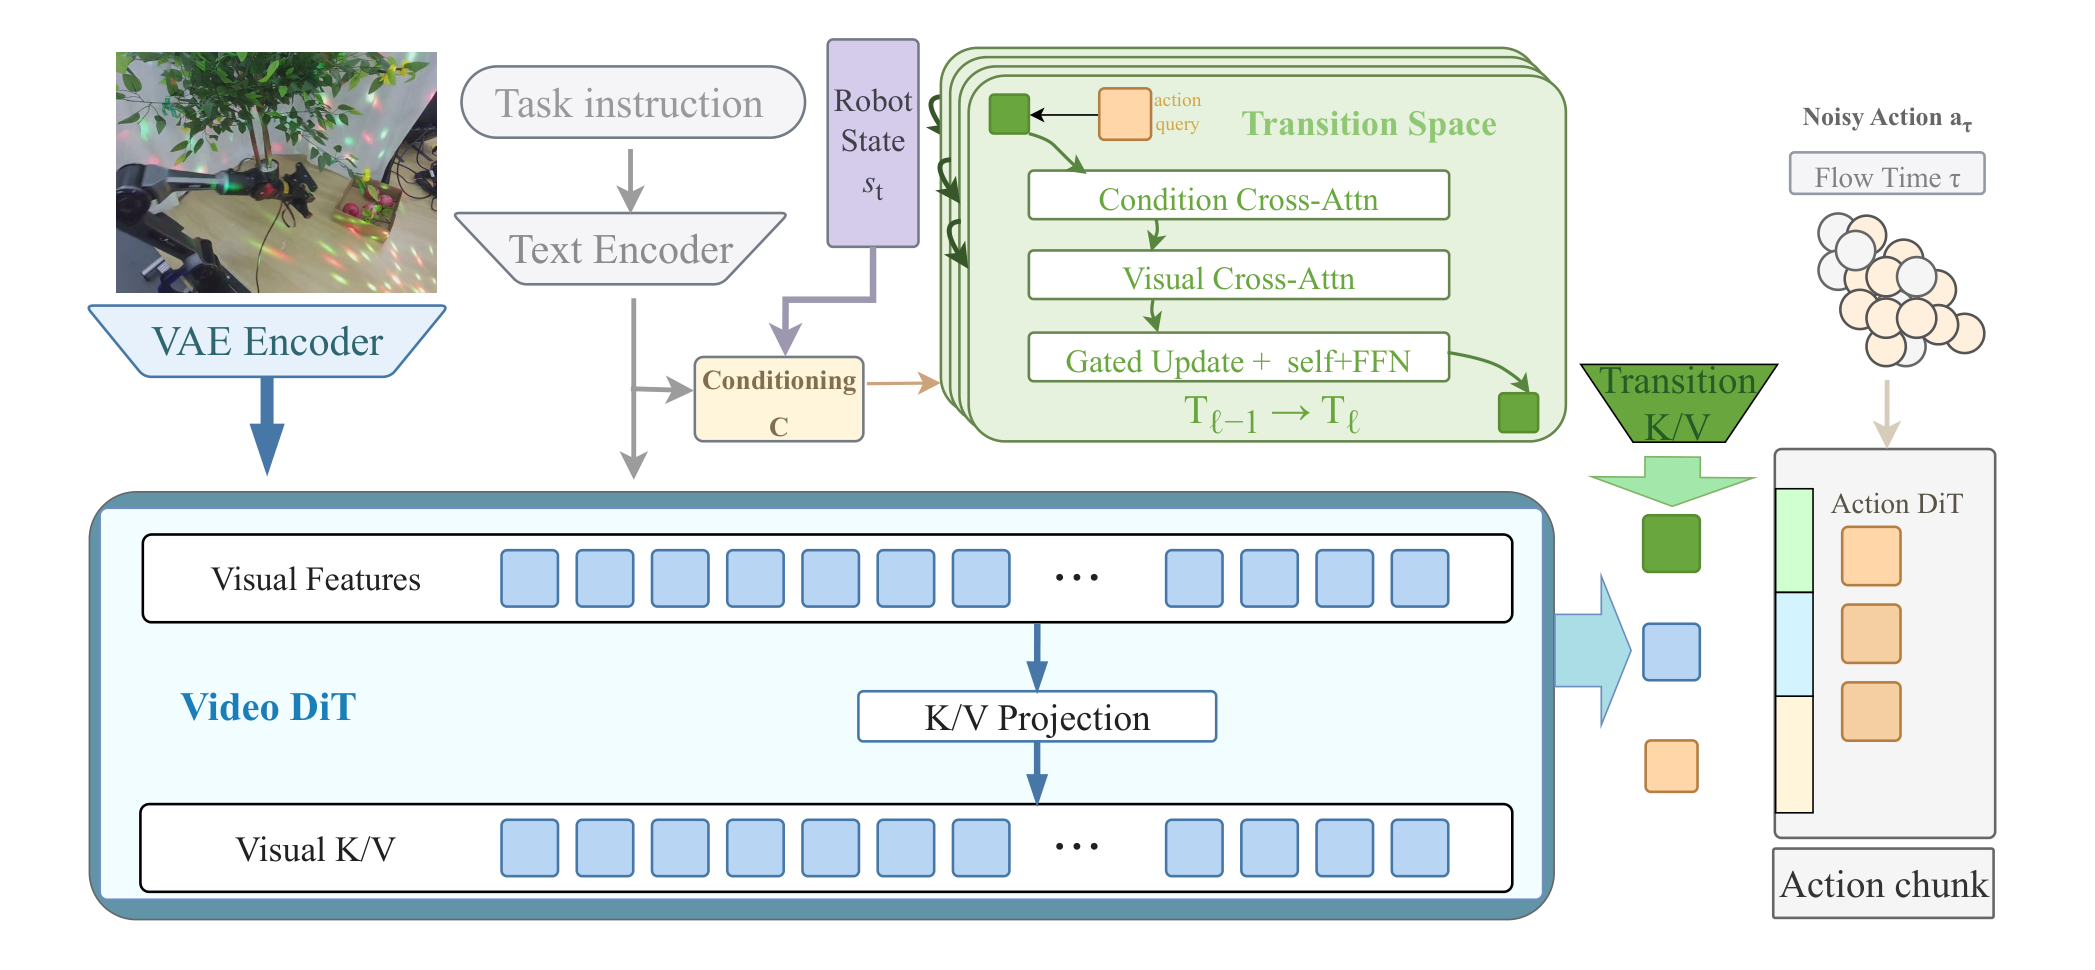 Task instruction
Text Encoder
VAE Encoder
Robot
State
s_t
Conditioning
C
action
query
Transition Space
Condition Cross-Attn
Visual Cross-Attn
Gated Update + self+FFN
T_{ℓ−1} → T_ℓ
Noisy Action a_τ
Flow Time τ
Transition
K/V
Action DiT
Action chunk
Visual Features
...
Video DiT
K/V Projection
Visual K/V
...